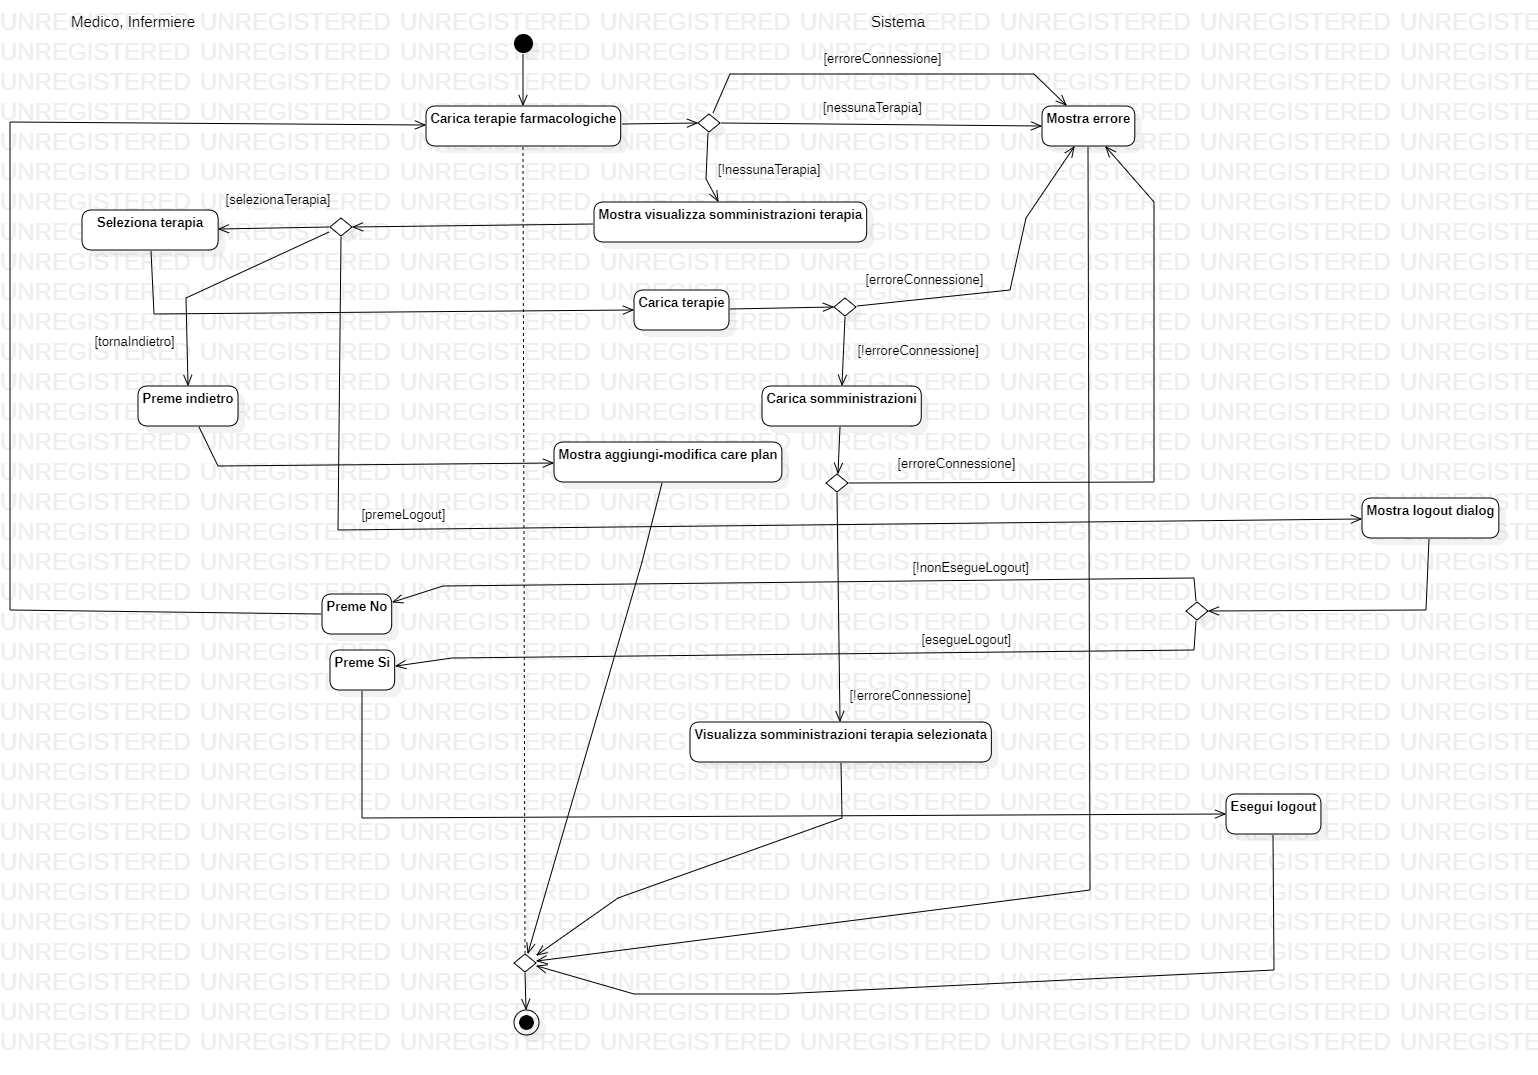 Medico, Infermiere
Sistema
[erroreConnessione]
[nessunaTerapia]
Carica terapie farmacologiche
Mostra errore
[!nessunaTerapia]
[selezionaTerapia]
Seleziona terapia
Mostra visualizza somministrazioni terapia
[erroreConnessione]
Carica terapie
[tornaIndietro]
[!erroreConnessione]
Preme indietro
Carica somministrazioni
Mostra aggiungi-modifica care plan
[erroreConnessione]
[premeLogout]
Mostra logout dialog
[!nonEsegueLogout]
Preme No
[esegueLogout]
Preme Si
[!erroreConnessione]
Visualizza somministrazioni terapia selezionata
Esegui logout
UNREGISTERED